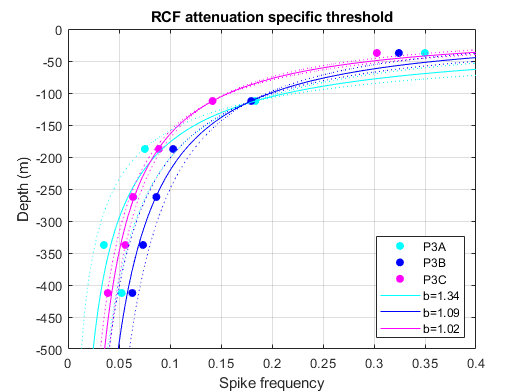 RCF attenuation specific threshold
0
-50
-100
-150
-200
-250
-300
-350
-400
-450
-500
Depth (m)
0
0.05
0.1
0.15
0.2
0.25
0.3
0.35
0.4
Spike frequency
P3A
P3B
P3C
b=1.34
b=1.09
b=1.02